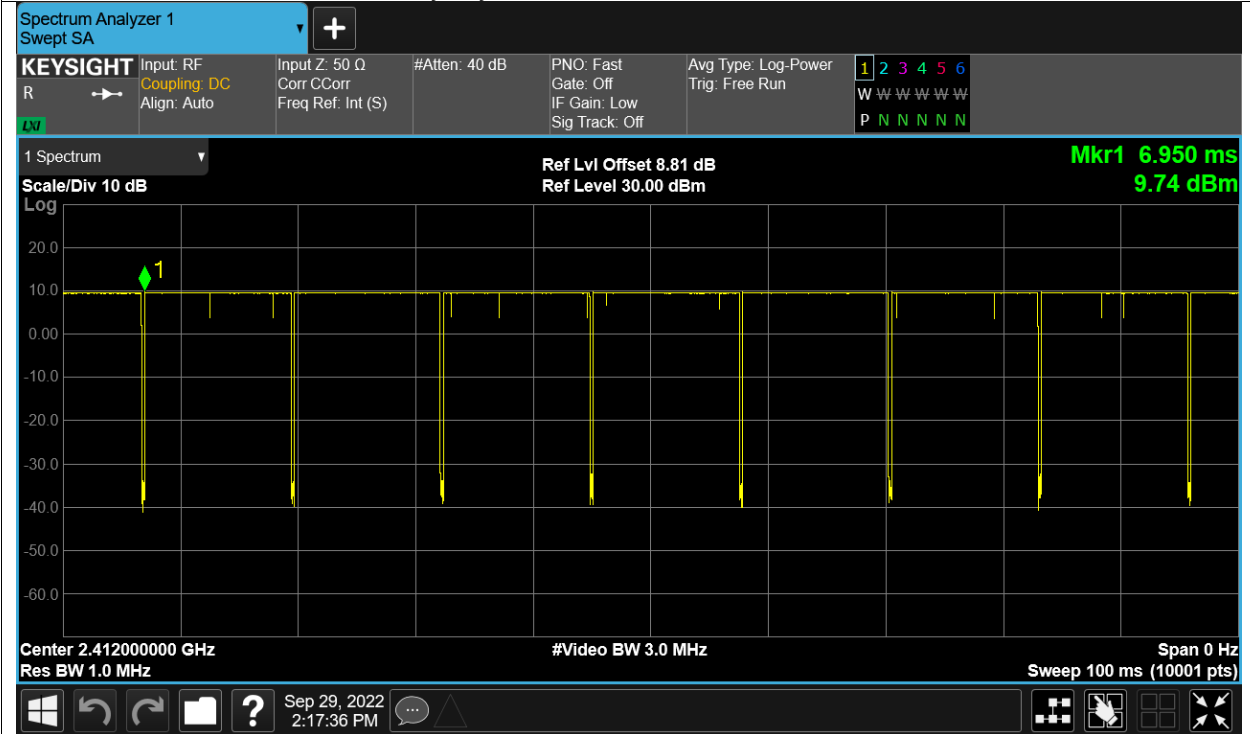 Spectrum Analyzer 1
Swept SA
+
KEYSIGHT
R
LXI
Input: RF
Coupling: DC
Align: Auto
Input Z: 50 Ω
Corr CCorr
Freq Ref: Int (S)
#Atten: 40 dB
PNO: Fast
Gate: Off
IF Gain: Low
Sig Track: Off
Avg Type: Log-Power
Trig: Free Run
1 2 3 4 5 6
W W W W W W
P N N N N N
1 Spectrum
Scale/Div 10 dB
Ref Lvl Offset 8.81 dB
Ref Level 30.00 dBm
Mkr1 6.950 ms
9.74 dBm
Log
20.0
1
10.0
0.00
-10.0
-20.0
-30.0
-40.0
-50.0
-60.0
Center 2.412000000 GHz
Res BW 1.0 MHz
#Video BW 3.0 MHz
Span 0 Hz
Sweep 100 ms (10001 pts)
?
Sep 29, 2022
2:17:36 PM